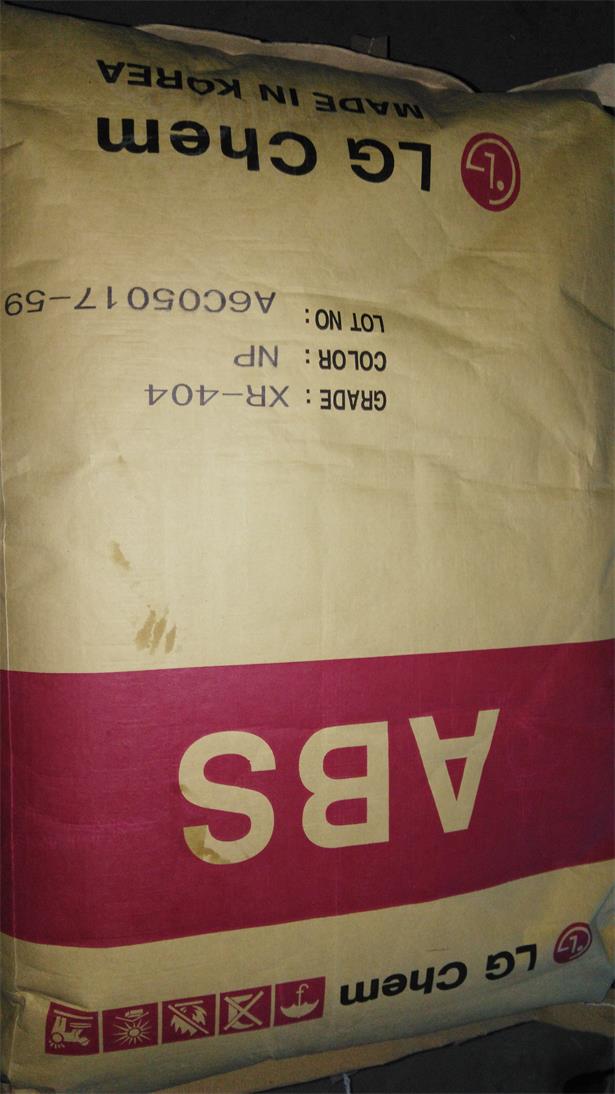 LG Chem
ABS
GRADE : XR-404
COLOR : NP
LOT NO : A6C05017-59
LG Chem
MADE IN KOREA